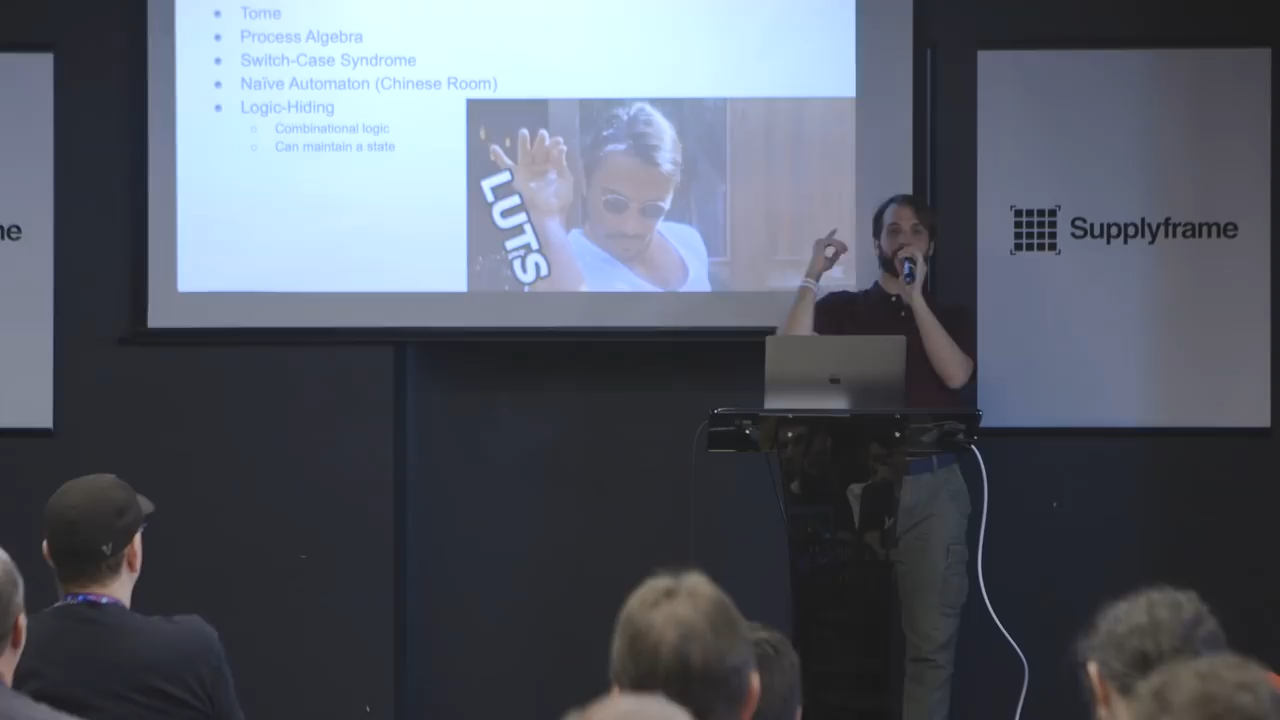 Tome
Process Algebra
Switch-Case Syndrome
Naïve Automaton (Chinese Room)
Logic-Hiding
Combinational logic
Can maintain a state
LUTS
Supplyframe
me